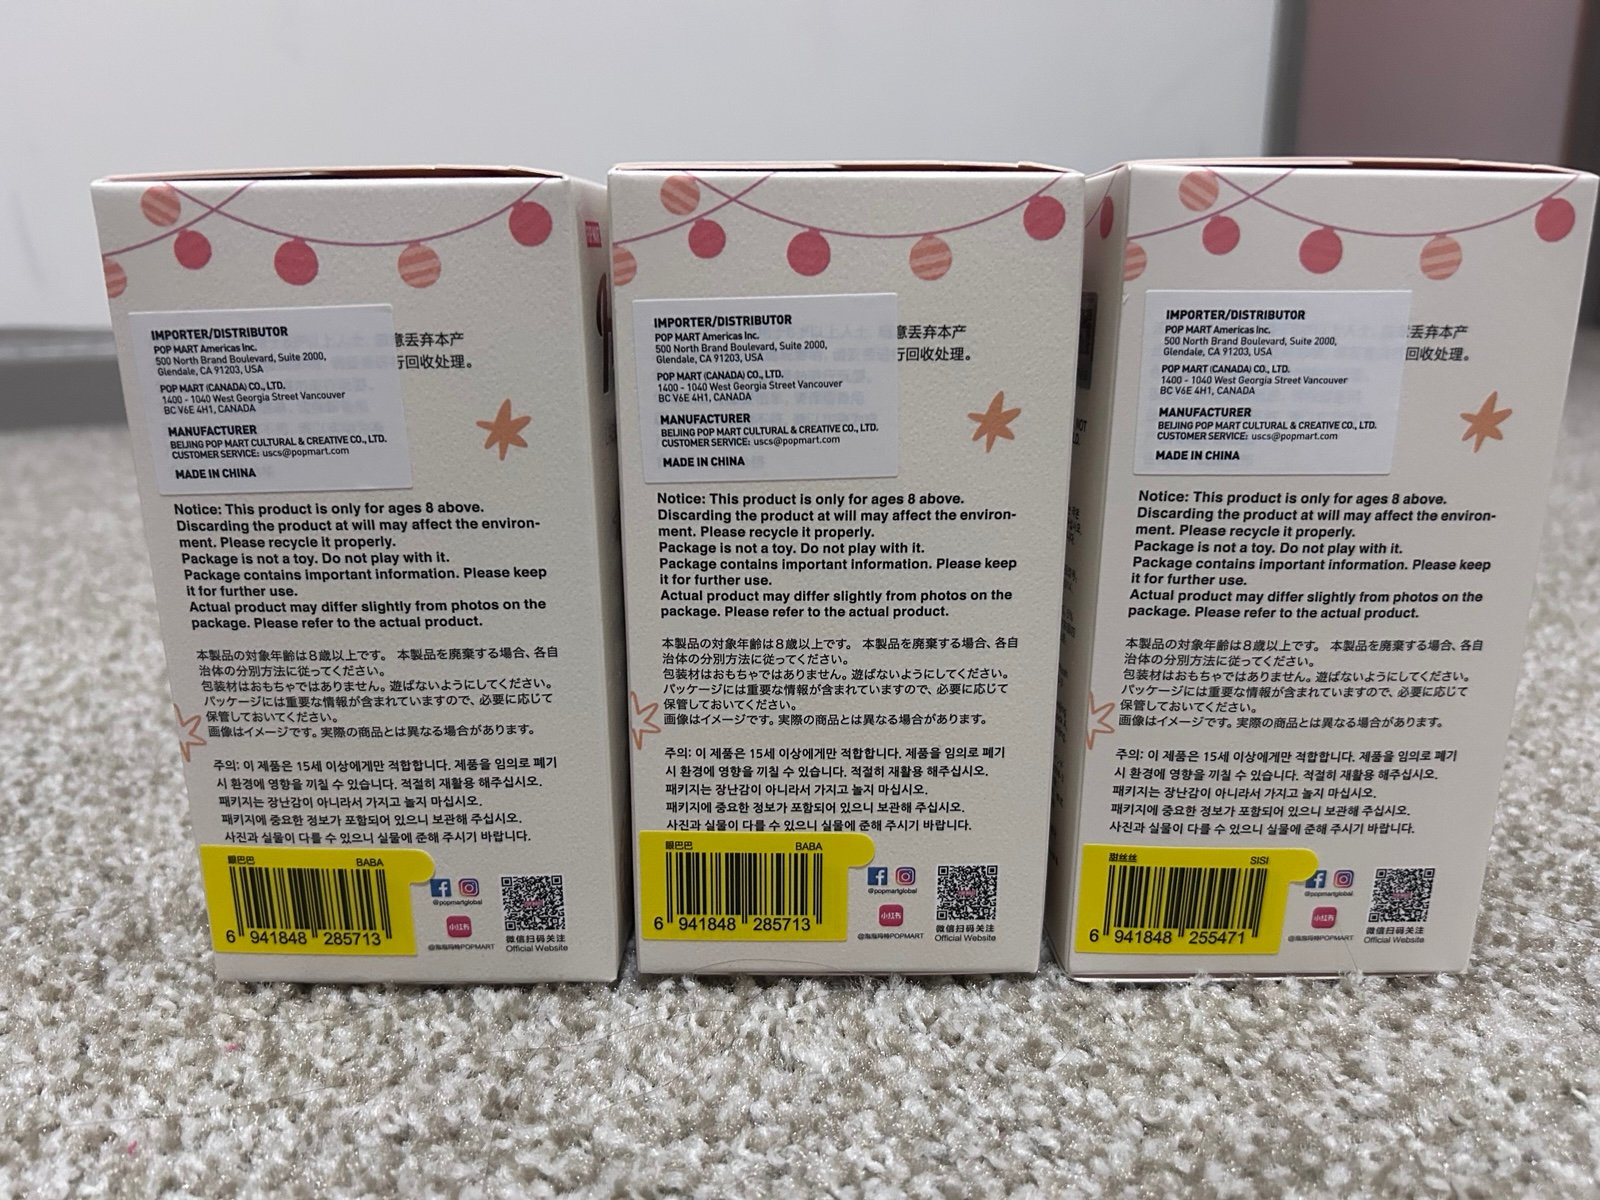 IMPORTER/DISTRIBUTOR
POP MART Americas Inc.
500 North Brand Boulevard, Suite 2000,
Glendale, CA 91203, USA
POP MART (CANADA) CO., LTD.
1400 - 1040 West Georgia Street Vancouver
BC V6E 4H1, CANADA
MANUFACTURER
BEIJING POP MART CULTURAL & CREATIVE CO., LTD.
CUSTOMER SERVICE: uscs@popmart.com
MADE IN CHINA
意丢弃本产
行回收处理。
Notice: This product is only for ages 8 above.
Discarding the product at will may affect the environ-
ment. Please recycle it properly.
Package is not a toy. Do not play with it.
Package contains important information. Please keep
it for further use.
Actual product may differ slightly from photos on the
package. Please refer to the actual product.
本製品の対象年齢は8歳以上です。 本製品を廃棄する場合、各自
治体の分別方法に従ってください。
包装材はおもちゃではありません。遊ばないようにしてください。
パッケージには重要な情報が含まれていますので、必要に応じて
保管しておいてください。
画像はイメージです。実際の商品とは異なる場合があります。
주의: 이 제품은 15세 이상에게만 적합합니다. 제품을 임의로 폐기
시 환경에 영향을 끼칠 수 있습니다. 적절히 재활용 해주십시오.
패키지는 장난감이 아니라서 가지고 놀지 마십시오.
패키지에 중요한 정보가 포함되어 있으니 보관해 주십시오.
사진과 실물이 다를 수 있으니 실물에 준해 주시기 바랍니다.
眼巴巴 BABA
6 941848 285713
@popmartglobal
小红书
@泡泡玛特POPMART
微信扫码关注
Official Website
IMPORTER/DISTRIBUTOR
POP MART Americas Inc.
500 North Brand Boulevard, Suite 2000,
Glendale, CA 91203, USA
POP MART (CANADA) CO., LTD.
1400 - 1040 West Georgia Street Vancouver
BC V6E 4H1, CANADA
MANUFACTURER
BEIJING POP MART CULTURAL & CREATIVE CO., LTD.
CUSTOMER SERVICE: uscs@popmart.com
MADE IN CHINA
意丢弃本产
行回收处理。
Notice: This product is only for ages 8 above.
Discarding the product at will may affect the environ-
ment. Please recycle it properly.
Package is not a toy. Do not play with it.
Package contains important information. Please keep
it for further use.
Actual product may differ slightly from photos on the
package. Please refer to the actual product.
本製品の対象年齢は8歳以上です。 本製品を廃棄する場合、各自
治体の分別方法に従ってください。
包装材はおもちゃではありません。遊ばないようにしてください。
パッケージには重要な情報が含まれていますので、必要に応じて
保管しておいてください。
画像はイメージです。実際の商品とは異なる場合があります。
주의: 이 제품은 15세 이상에게만 적합합니다. 제품을 임의로 폐기
시 환경에 영향을 끼칠 수 있습니다. 적절히 재활용 해주십시오.
패키지는 장난감이 아니라서 가지고 놀지 마십시오.
패키지에 중요한 정보가 포함되어 있으니 보관해 주십시오.
사진과 실물이 다를 수 있으니 실물에 준해 주시기 바랍니다.
眼巴巴 BABA
6 941848 285713
@popmartglobal
小红书
@泡泡玛特POPMART
微信扫码关注
Official Website
IMPORTER/DISTRIBUTOR
POP MART Americas Inc.
500 North Brand Boulevard, Suite 2000,
Glendale, CA 91203, USA
POP MART (CANADA) CO., LTD.
1400 - 1040 West Georgia Street Vancouver
BC V6E 4H1, CANADA
MANUFACTURER
BEIJING POP MART CULTURAL & CREATIVE CO., LTD.
CUSTOMER SERVICE: uscs@popmart.com
MADE IN CHINA
丢弃本产
回收处理。
Notice: This product is only for ages 8 above.
Discarding the product at will may affect the environ-
ment. Please recycle it properly.
Package is not a toy. Do not play with it.
Package contains important information. Please keep
it for further use.
Actual product may differ slightly from photos on the
package. Please refer to the actual product.
本製品の対象年齢は8歳以上です。 本製品を廃棄する場合、各自
治体の分別方法に従ってください。
包装材はおもちゃではありません。遊ばないようにしてください。
パッケージには重要な情報が含まれていますので、必要に応じて
保管しておいてください。
画像はイメージです。実際の商品とは異なる場合があります。
주의: 이 제품은 15세 이상에게만 적합합니다. 제품을 임의로 폐기
시 환경에 영향을 끼칠 수 있습니다. 적절히 재활용 해주십시오.
패키지는 장난감이 아니라서 가지고 놀지 마십시오.
패키지에 중요한 정보가 포함되어 있으니 보관해 주십시오.
사진과 실물이 다를 수 있으니 실물에 준해 주시기 바랍니다.
甜丝丝 SISI
6 941848 255471
@popmartglobal
小红书
@泡泡玛特POPMART
微信扫码关注
Official Website